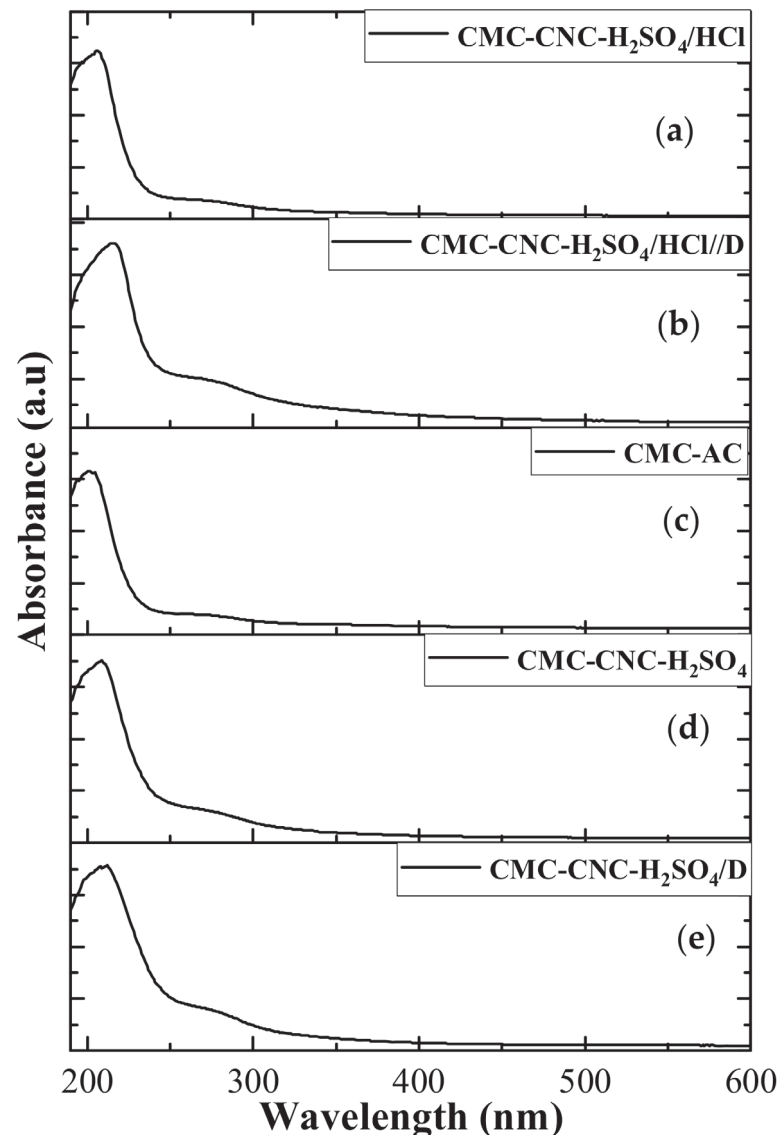 CMC-CNC-H₂SO₄/HCl
(a)
CMC-CNC-H₂SO₄/HCl//D
(b)
CMC-AC
(c)
CMC-CNC-H₂SO₄
(d)
CMC-CNC-H₂SO₄/D
(e)
Absorbance (a.u)
200 300 400 500 600
Wavelength (nm)